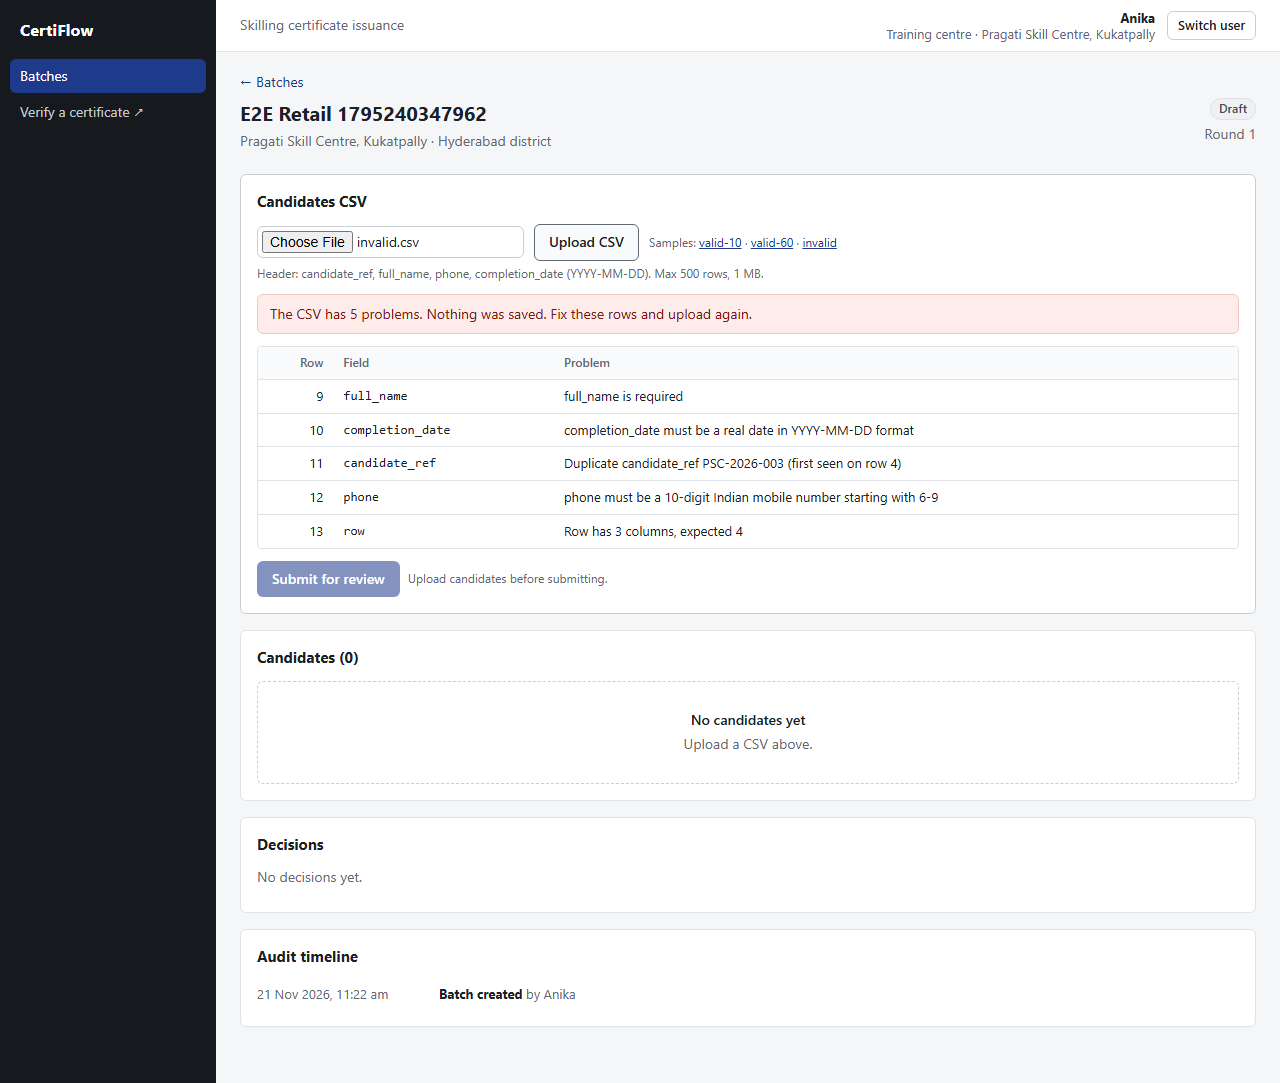 CertiFlow
Batches
Verify a certificate ↗
Skilling certificate issuance
Anika
Training centre · Pragati Skill Centre, Kukatpally
Switch user
← Batches
E2E Retail 1795240347962
Pragati Skill Centre, Kukatpally · Hyderabad district
Draft
Round 1
Candidates CSV
Choose File invalid.csv
Upload CSV
Samples: valid-10 · valid-60 · invalid
Header: candidate_ref, full_name, phone, completion_date (YYYY-MM-DD). Max 500 rows, 1 MB.
The CSV has 5 problems. Nothing was saved. Fix these rows and upload again.
Row Field Problem
9 full_name full_name is required
10 completion_date completion_date must be a real date in YYYY-MM-DD format
11 candidate_ref Duplicate candidate_ref PSC-2026-003 (first seen on row 4)
12 phone phone must be a 10-digit Indian mobile number starting with 6-9
13 row Row has 3 columns, expected 4
Submit for review Upload candidates before submitting.
Candidates (0)
No candidates yet
Upload a CSV above.
Decisions
No decisions yet.
Audit timeline
21 Nov 2026, 11:22 am Batch created by Anika